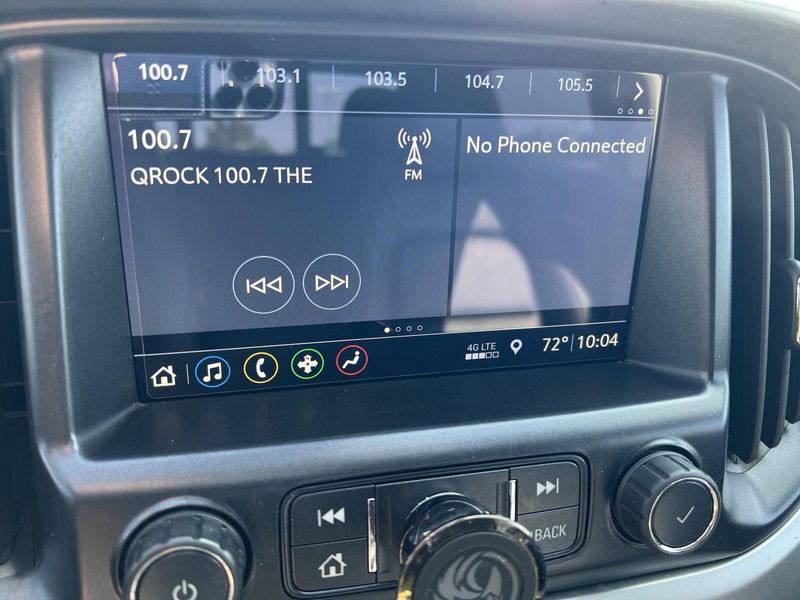 100.7 103.1 103.5 104.7 105.5
100.7
FM
QROCK 100.7 THE
No Phone Connected
4G LTE
72° 10:04
BACK